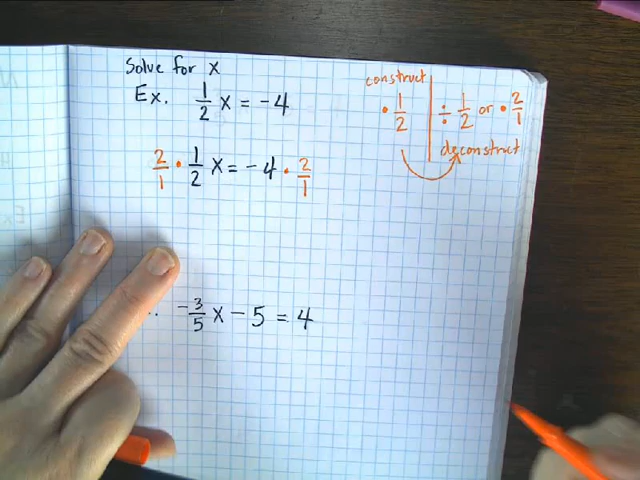 Solve for x
Ex. 1/2 x = -4
construct
· 1/2 | ÷ 1/2 or · 2/1
deconstruct
2/1 · 1/2 x = -4 · 2/1
-3/5 x - 5 = 4